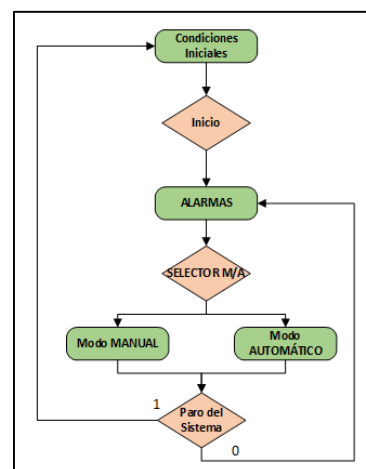 Condiciones
Iniciales
Inicio
ALARMAS
SELECTOR M/A
Modo MANUAL
Modo
AUTOMÁTICO
1
Paro del
Sistema
0